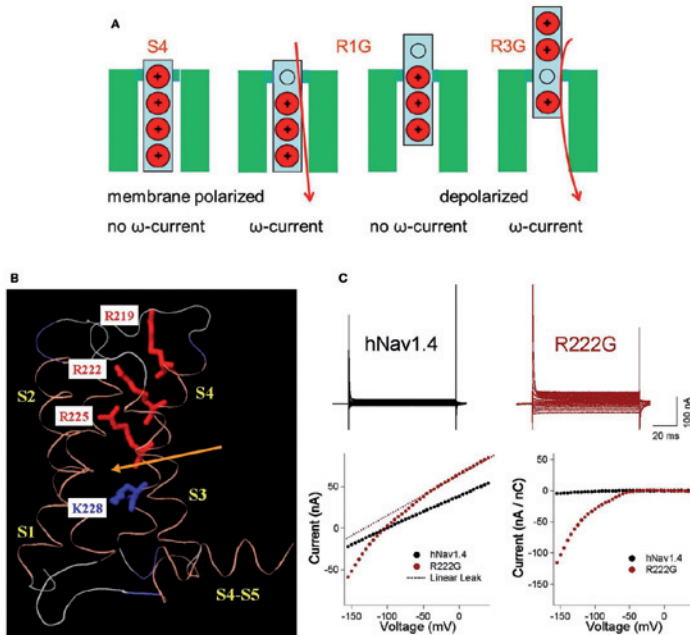 A
S4
R1G
R3G
+ + + +
+ + +
+ + +
+ + +
membrane polarized
depolarized
no ω-current
ω-current
no ω-current
ω-current
B
R219
R222
S2
S4
R225
K228
S3
S1
S4-S5
C
hNav1.4
R222G
100 nA
20 ms
Current (nA)
50
0
-50
hNav1.4
R222G
Linear Leak
-150 -100 -50 0
Voltage (mV)
Current (nA / nC)
50
0
-50
-100
-150
hNav1.4
R222G
-150 -100 -50 0
Voltage (mV)